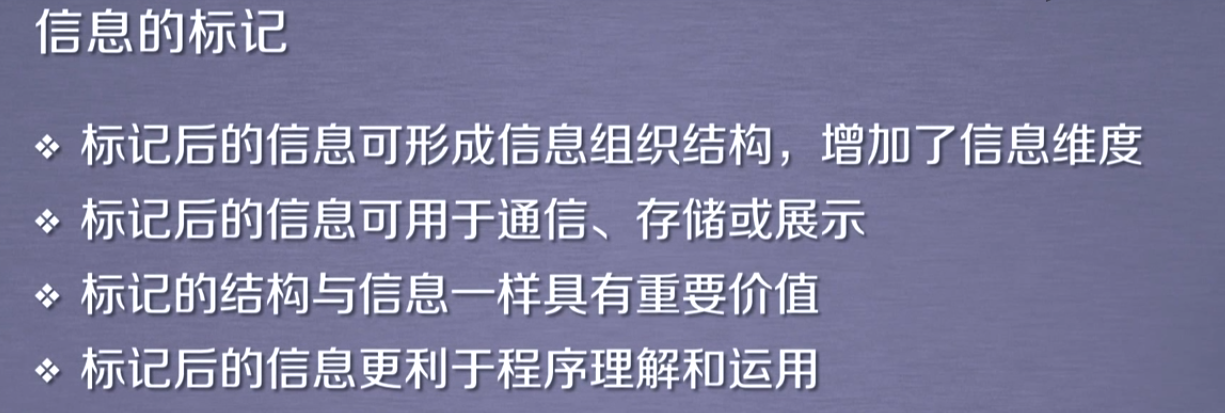 信息的标记
❖ 标记后的信息可形成信息组织结构，增加了信息维度
❖ 标记后的信息可用于通信、存储或展示
❖ 标记的结构与信息一样具有重要价值
❖ 标记后的信息更利于程序理解和运用